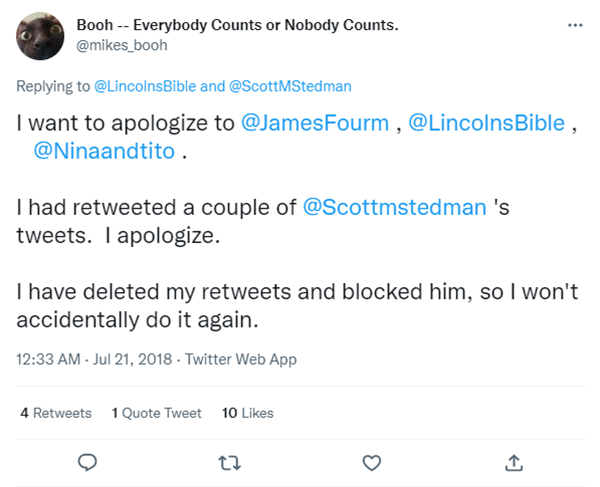 Booh -- Everybody Counts or Nobody Counts.
@mikes_booh
Replying to @LincolnsBible and @ScottMStedman
I want to apologize to @JamesFourm , @LincolnsBible ,
@Ninaandtito .
I had retweeted a couple of @Scottmstedman 's
tweets.  I apologize.
I have deleted my retweets and blocked him, so I won't
accidentally do it again.
12:33 AM · Jul 21, 2018 · Twitter Web App
4 Retweets 1 Quote Tweet 10 Likes